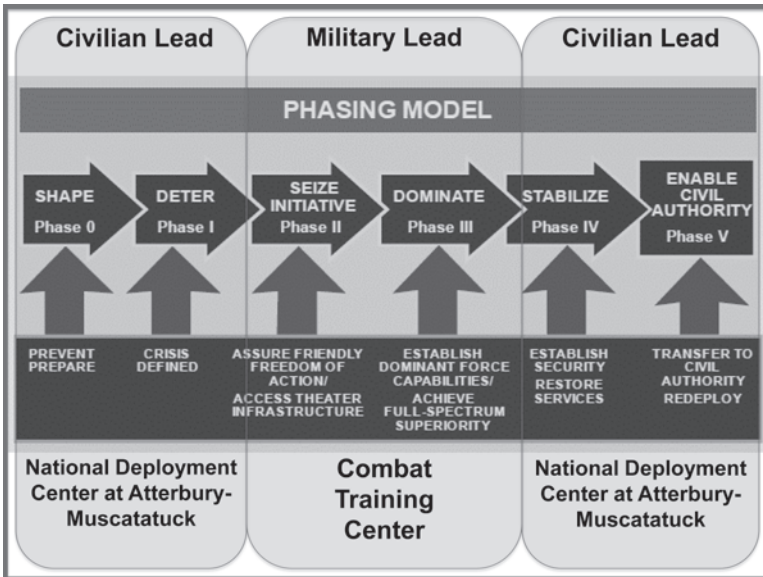 Civilian Lead
Military Lead
Civilian Lead
PHASING MODEL
SHAPE
Phase 0
DETER
Phase I
SEIZE
INITIATIVE
Phase II
DOMINATE
Phase III
STABILIZE
Phase IV
ENABLE
CIVIL
AUTHORITY
Phase V
PREVENT
PREPARE
CRISIS
DEFINED
ASSURE FRIENDLY
FREEDOM OF
ACTION/
ACCESS THEATER
INFRASTRUCTURE
ESTABLISH
DOMINANT FORCE
CAPABILITIES/
ACHIEVE
FULL-SPECTRUM
SUPERIORITY
ESTABLISH
SECURITY
RESTORE
SERVICES
TRANSFER TO
CIVIL
AUTHORITY
REDEPLOY
National Deployment
Center at Atterbury-
Muscatatuck
Combat
Training
Center
National Deployment
Center at Atterbury-
Muscatatuck